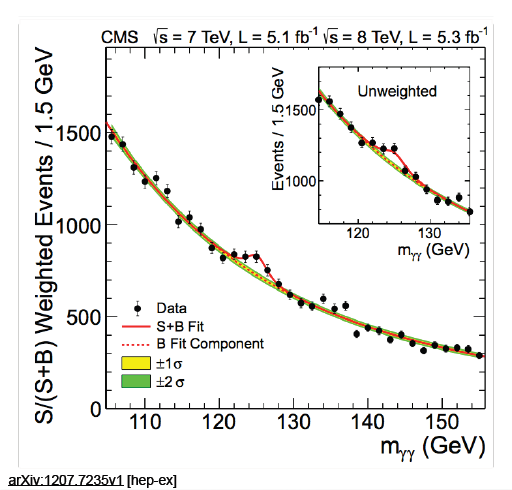 CMS √s = 7 TeV, L = 5.1 fb⁻¹ √s = 8 TeV, L = 5.3 fb⁻¹
S/(S+B) Weighted Events / 1.5 GeV
1500
1000
500
0
Unweighted
Events / 1.5 GeV
1500
1000
120 130
mγγ (GeV)
Data
S+B Fit
B Fit Component
±1σ
±2 σ
110 120 130 140 150
mγγ (GeV)
arXiv:1207.7235v1 [hep-ex]